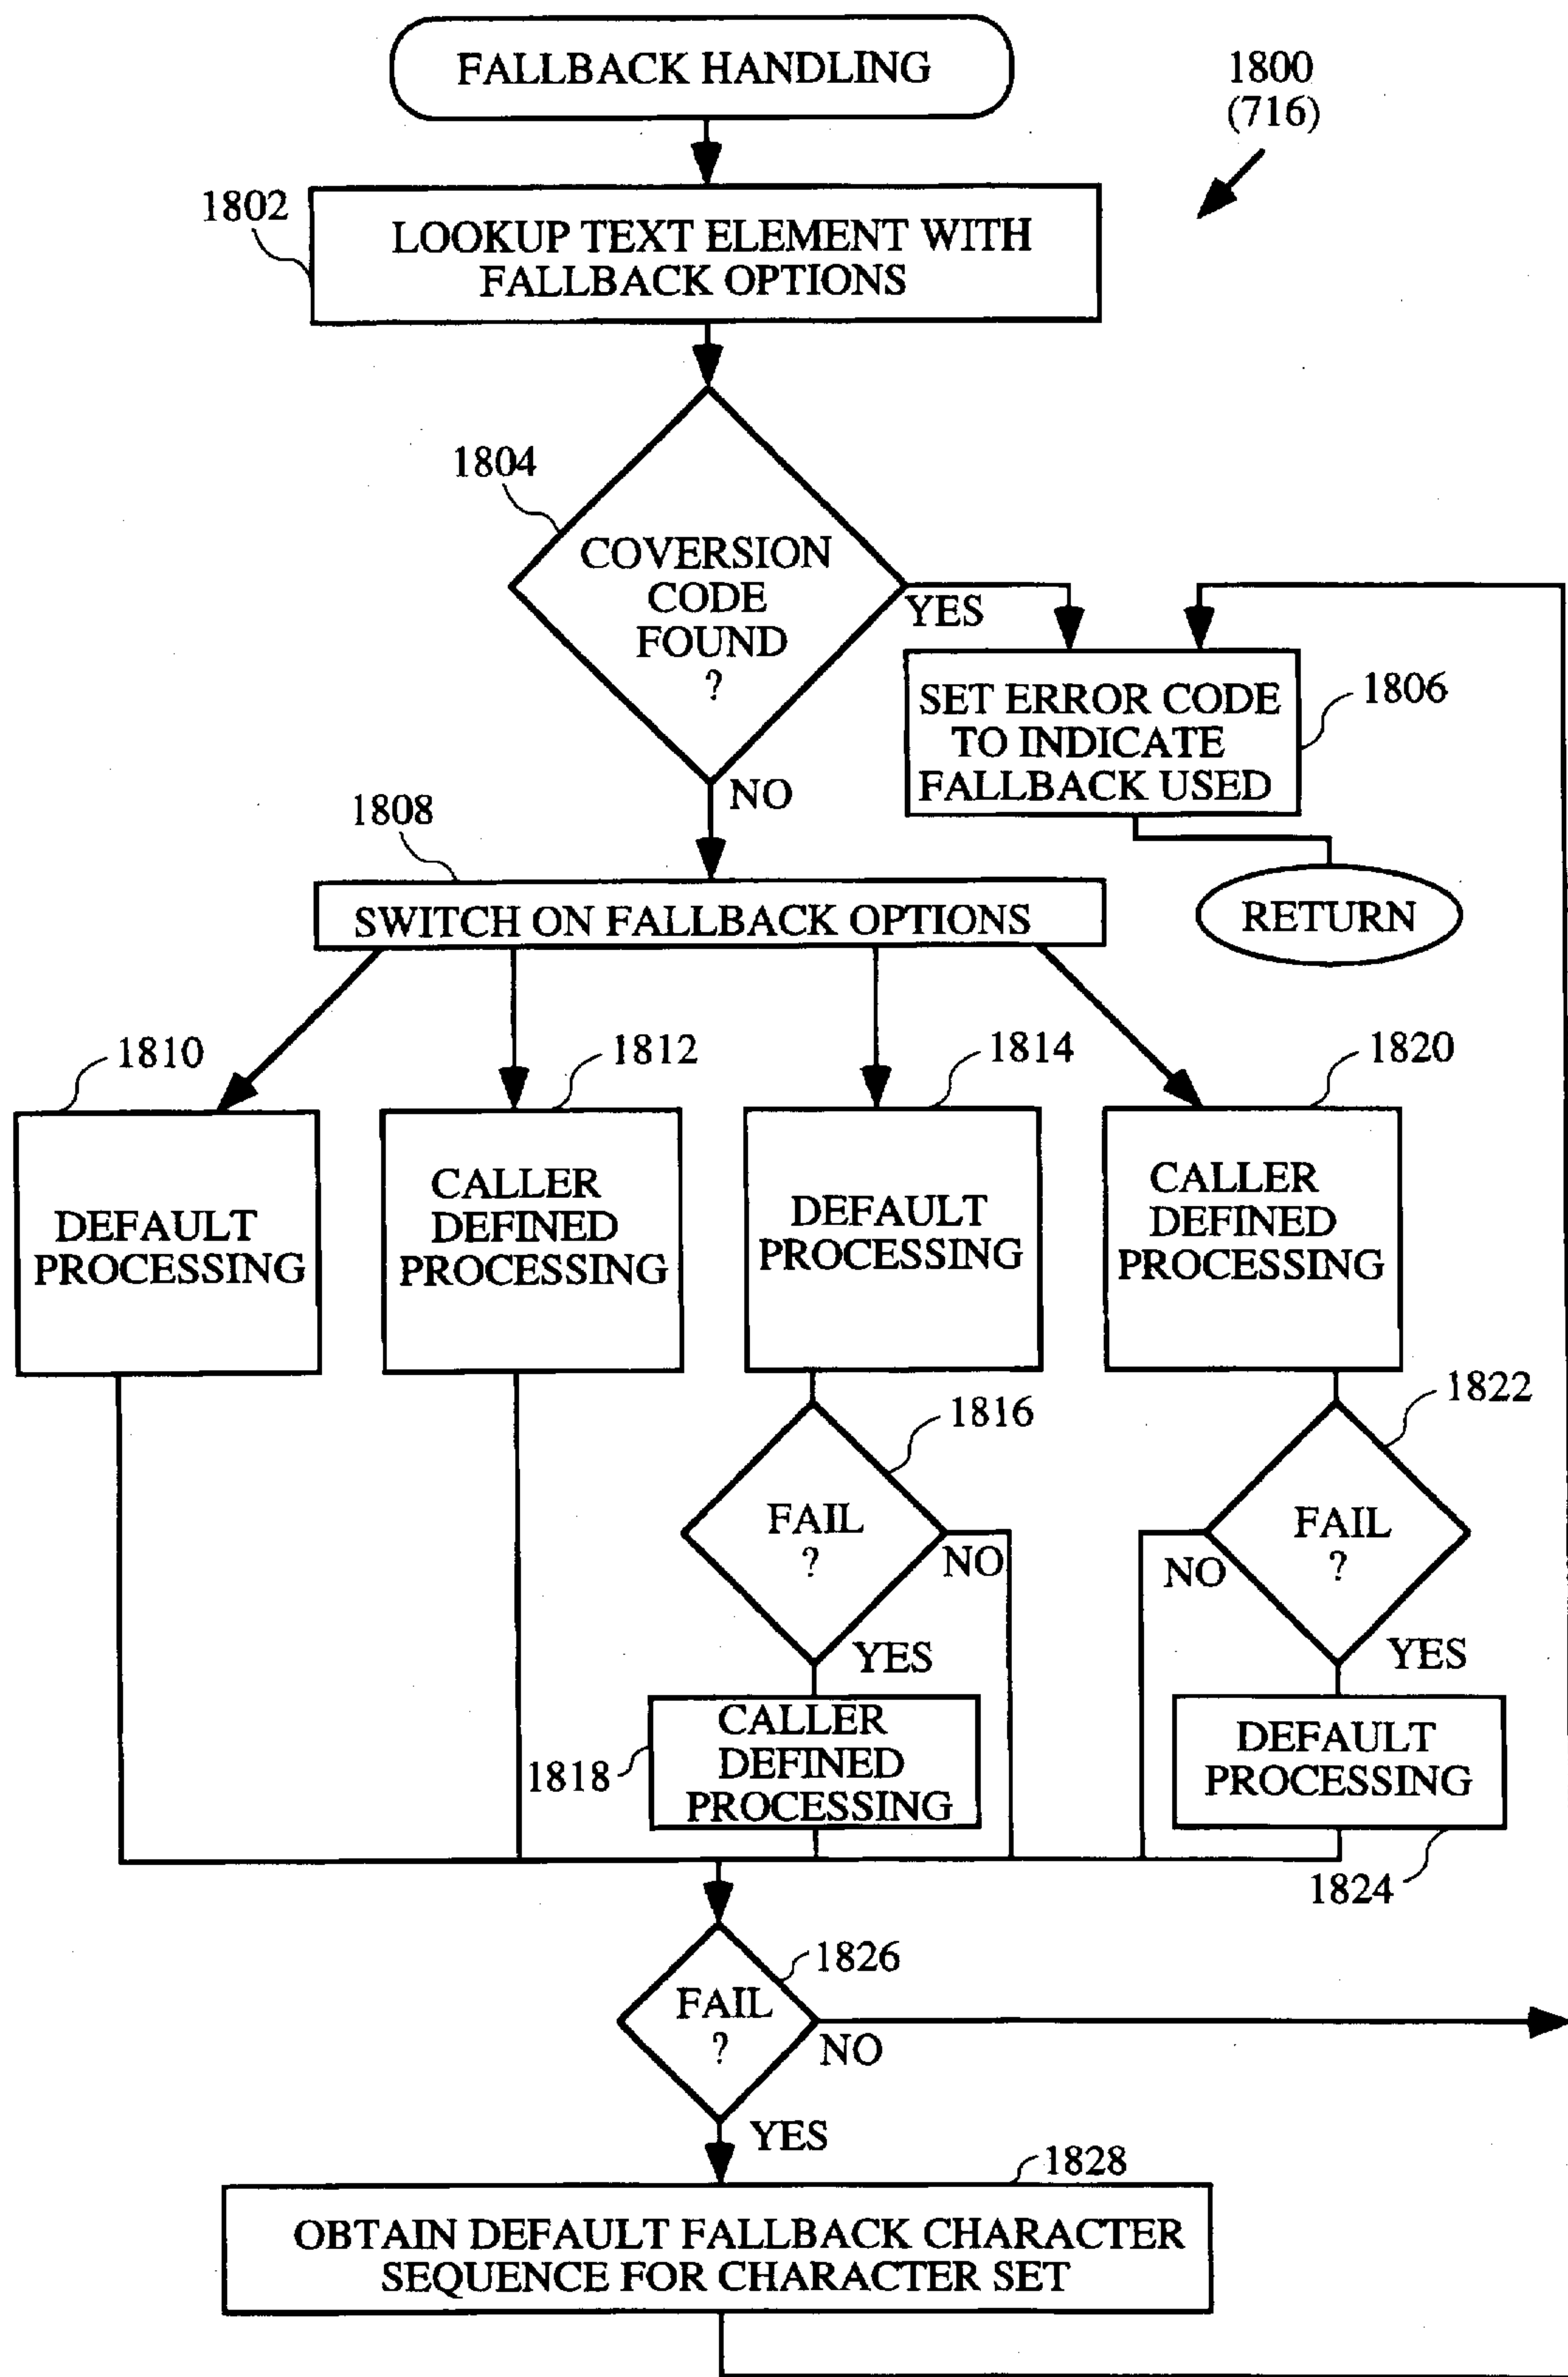 FALLBACK HANDLING
1800
(716)
1802
LOOKUP TEXT ELEMENT WITH
FALLBACK OPTIONS
1804
COVERSION
CODE
FOUND
?
YES
NO
SET ERROR CODE
TO INDICATE
FALLBACK USED
1806
RETURN
1808
SWITCH ON FALLBACK OPTIONS
1810
DEFAULT
PROCESSING
1812
CALLER
DEFINED
PROCESSING
1814
DEFAULT
PROCESSING
1820
CALLER
DEFINED
PROCESSING
1816
FAIL
?
NO
YES
1822
FAIL
?
NO
YES
1818
CALLER
DEFINED
PROCESSING
DEFAULT
PROCESSING
1824
1826
FAIL
?
NO
YES
1828
OBTAIN DEFAULT FALLBACK CHARACTER
SEQUENCE FOR CHARACTER SET